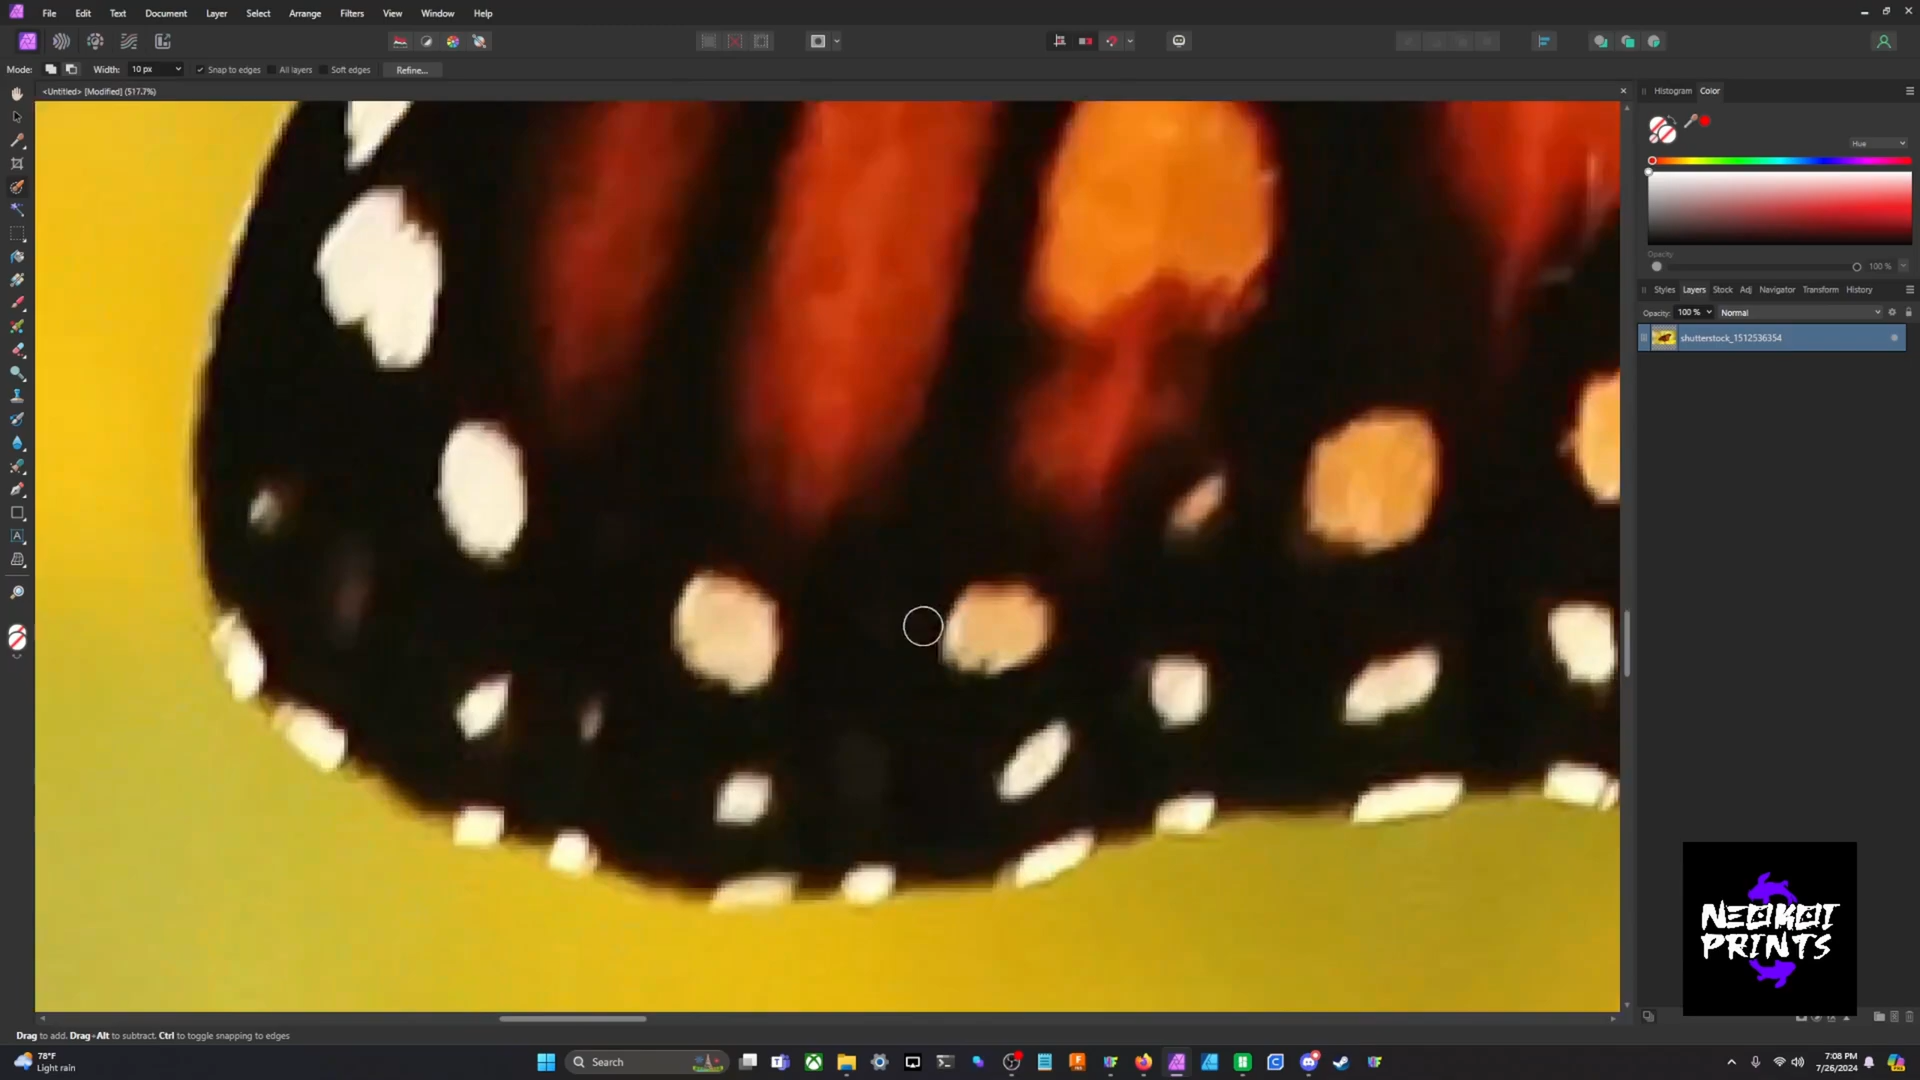 File Edit Text Document Layer Select Arrange Filters View Window Help
Mode: Width: 10 px Snap to edges All layers Soft edges Refine...
<Untitled> [Modified] (517.7%)
Histogram Color
Hue
Opacity
100 %
Styles Layers Stock Adj Navigator Transform History
Opacity: 100 % Normal
shutterstock_1512536354
A
NEOKOI
PRINTS
Drag to add. Drag+Alt to subtract. Ctrl to toggle snapping to edges
78°F
Light rain
Search
7:08 PM
7/26/2024